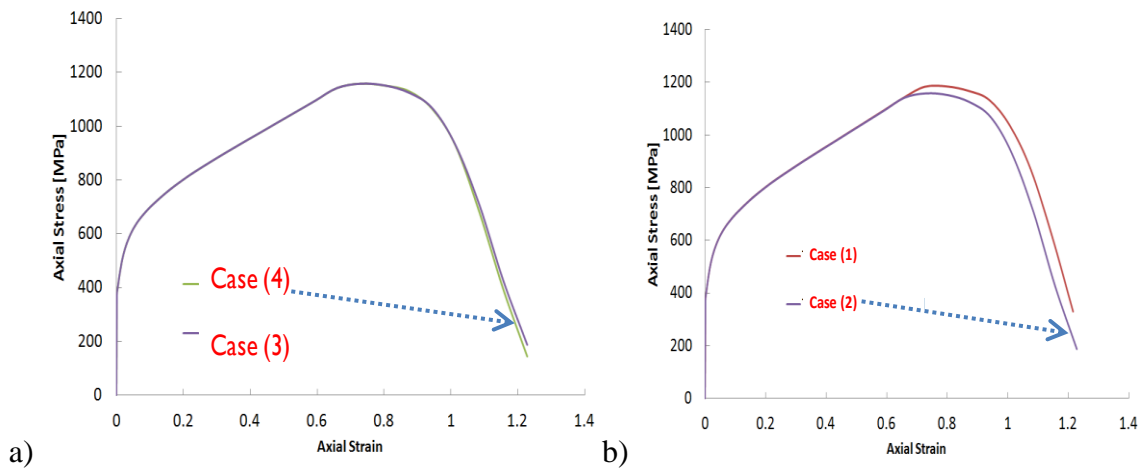 1400
1200
1000
800
600
400
200
0
Axial Stress [MPa]
Case (4)
Case (3)
0 0.2 0.4 0.6 0.8 1 1.2 1.4
Axial Strain
a)
1400
1200
1000
800
600
400
200
0
Axial Stress [MPa]
Case (1)
Case (2)
0 0.2 0.4 0.6 0.8 1 1.2 1.4
Axial Strain
b)